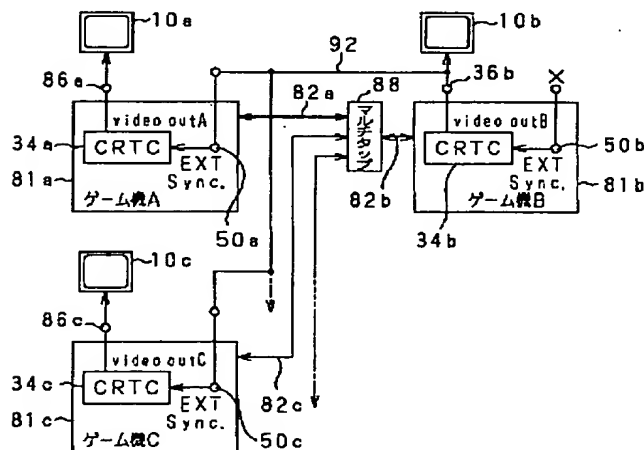 10a
10b
92
86a
88
36b
82a
video outA
マルチタップ
video outB
34a
CRTC
CRTC
50b
EXT
Sync.
EXT
Sync.
81a
ゲーム機A
82b
ゲーム機B
81b
50a
34b
10c
86c
video outC
34c
CRTC
82c
EXT
Sync.
81c
ゲーム機C
50c